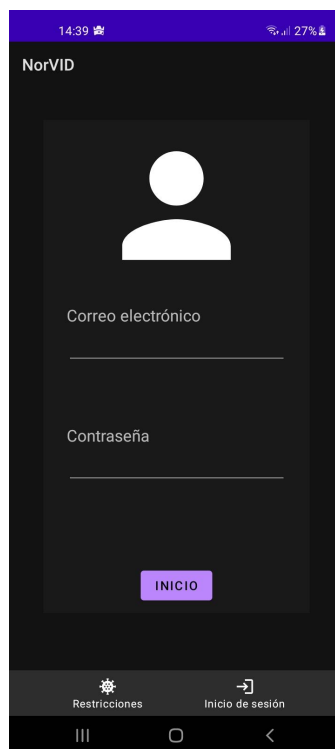 14:39 27%
NorVID
Correo electrónico
Contraseña
INICIO
Restricciones Inicio de sesión